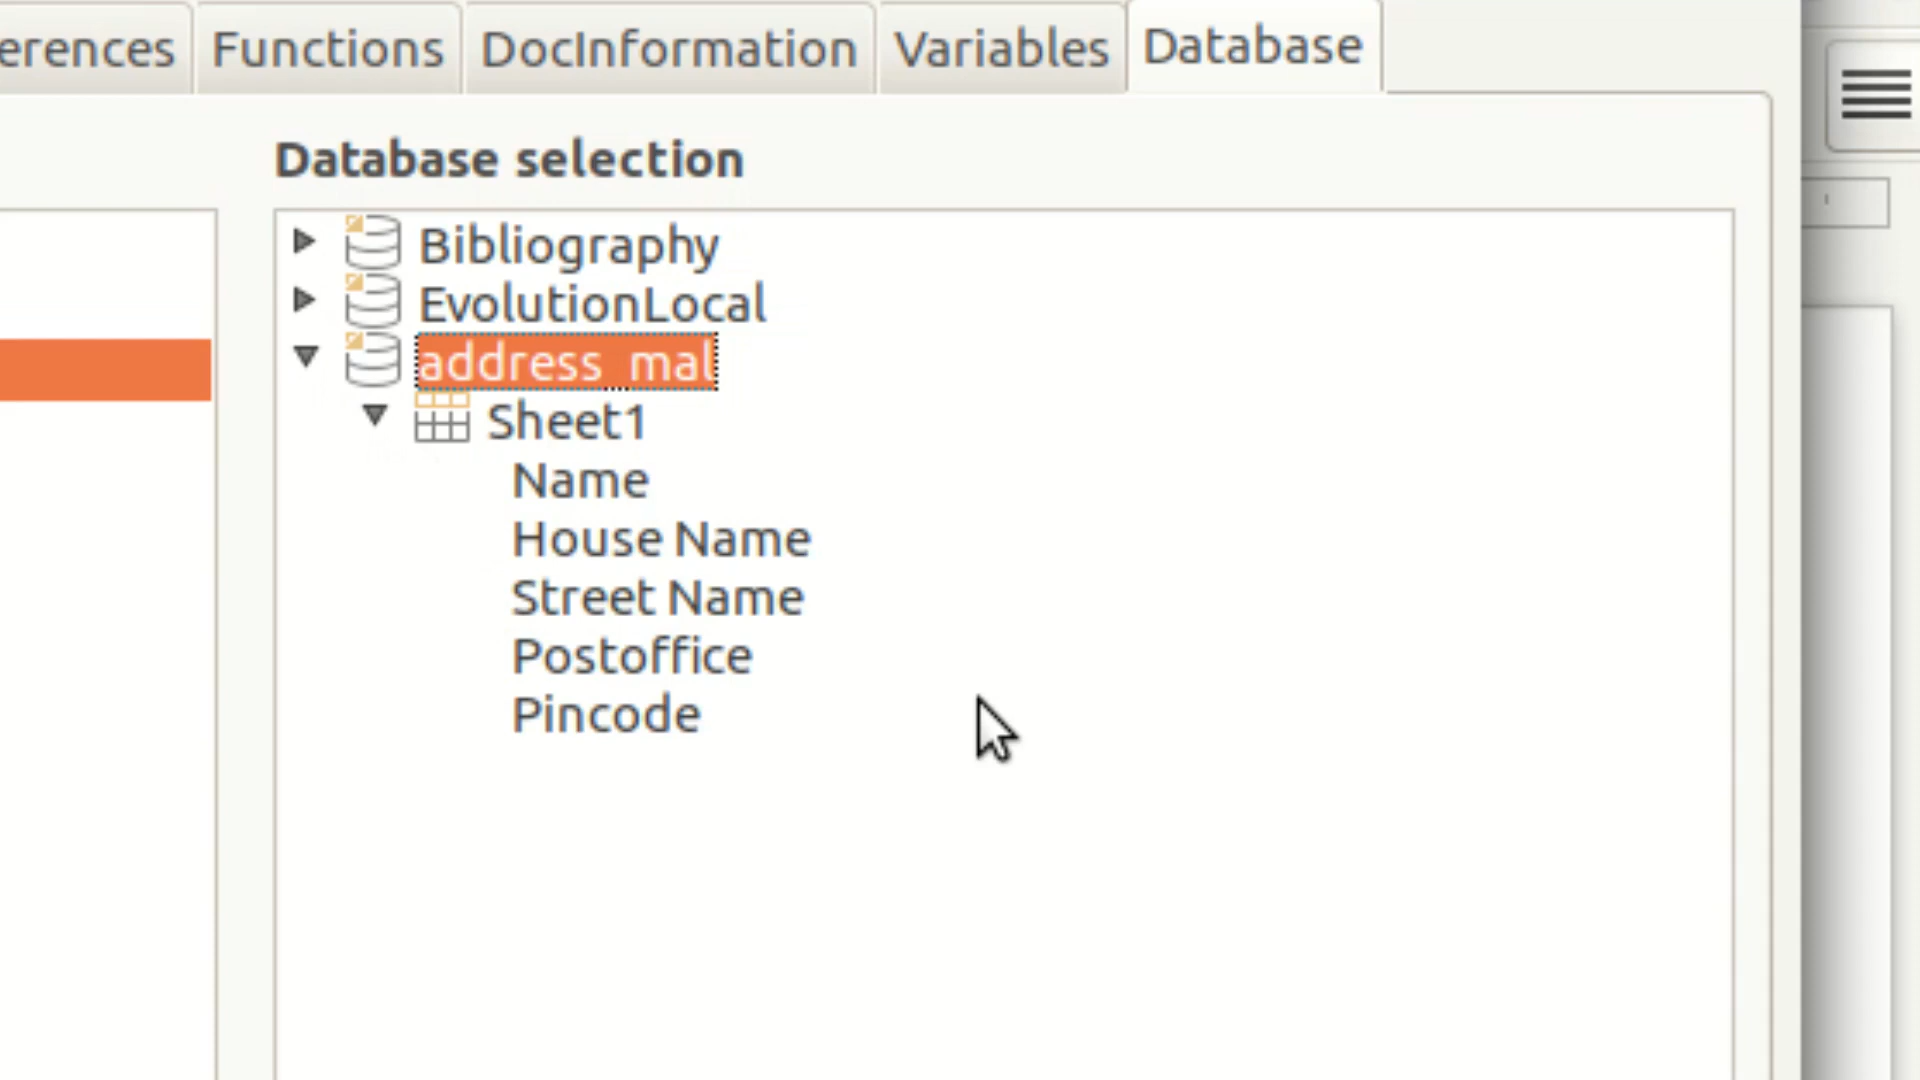 erences Functions DocInformation Variables Database
Database selection
Bibliography
EvolutionLocal
address_mal
Sheet1
Name
House Name
Street Name
Postoffice
Pincode